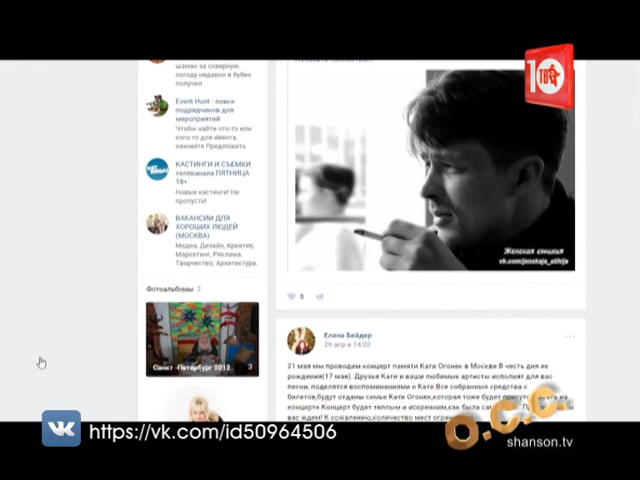 шаман за скверную
погоду недавно в бубен
получил
Event Hunt - поиск
подрядчиков для
мероприятий
Чтобы найти что-то или
кого-то для ивента,
нажмите Предложить
КАСТИНГИ И СЪЕМКИ
телеканала ПЯТНИЦА
18+
Новые кастинги! Не
пропусти!
ВАКАНСИИ ДЛЯ
ХОРОШИХ ЛЮДЕЙ
(МОСКВА)
Медиа, Дизайн, Креатив,
Маркетинг, Реклама,
Творчество, Архитектура,
Фотоальбомы 2
Санкт -Петербург 2012 3
10 ТВ
Женская стихия
vk.com/jenskaja_stihija
5
Елена Бейдер
29 апр в 14:02
21 мая мы проводим концерт памяти Кати Огонек в Москве.В честь дня ее
рождения(17 мая). Друзья Кати и ваши любимые артисты исполнят для вас
песни, поделятся воспоминаниями о Кате.Все собранные средства с
билетов,будут отданы семье Кати Огонек,которая тоже будет на
концерте.Концерт будет теплым и искренним,как была
вас ждем! К сожалению,количество мест
О.С.С.
shanson.tv
https://vk.com/id50964506